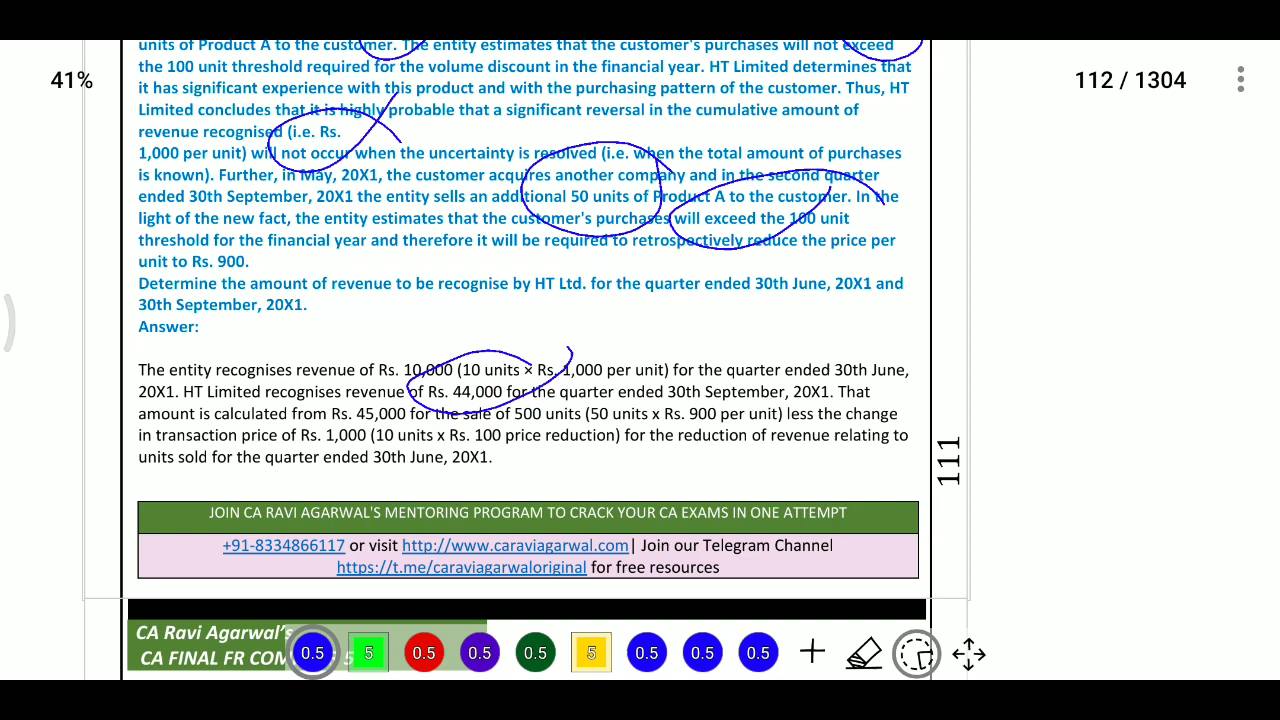 units of Product A to the customer. The entity estimates that the customer's purchases will not exceed
41%
112 / 1304
the 100 unit threshold required for the volume discount in the financial year. HT Limited determines that
it has significant experience with this product and with the purchasing pattern of the customer. Thus, HT
Limited concludes that it is highly probable that a significant reversal in the cumulative amount of
revenue recognised (i.e. Rs.
1,000 per unit) will not occur when the uncertainty is resolved (i.e. when the total amount of purchases
is known). Further, in May, 20X1, the customer acquires another company and in the second quarter
ended 30th September, 20X1 the entity sells an additional 50 units of Product A to the customer. In the
light of the new fact, the entity estimates that the customer's purchases will exceed the 100 unit
threshold for the financial year and therefore it will be required to retrospectively reduce the price per
unit to Rs. 900.
Determine the amount of revenue to be recognise by HT Ltd. for the quarter ended 30th June, 20X1 and
30th September, 20X1.
Answer:
The entity recognises revenue of Rs. 10,000 (10 units × Rs. 1,000 per unit) for the quarter ended 30th June,
20X1. HT Limited recognises revenue of Rs. 44,000 for the quarter ended 30th September, 20X1. That
amount is calculated from Rs. 45,000 for the sale of 500 units (50 units x Rs. 900 per unit) less the change
in transaction price of Rs. 1,000 (10 units x Rs. 100 price reduction) for the reduction of revenue relating to
units sold for the quarter ended 30th June, 20X1.
111
JOIN CA RAVI AGARWAL'S MENTORING PROGRAM TO CRACK YOUR CA EXAMS IN ONE ATTEMPT
+91-8334866117 or visit http://www.caraviagarwal.com| Join our Telegram Channel
https://t.me/caraviagarwaloriginal for free resources
CA Ravi Agarwal's
CA FINAL FR COM 5
0.5 5 0.5 0.5 0.5 5 0.5 0.5 0.5